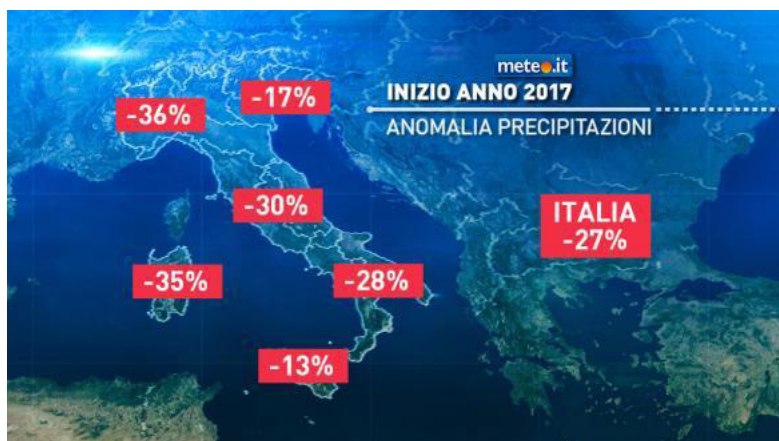 meteo.it
INIZIO ANNO 2017
ANOMALIA PRECIPITAZIONI
-17%
-36%
-30%
ITALIA
-27%
-35%
-28%
-13%